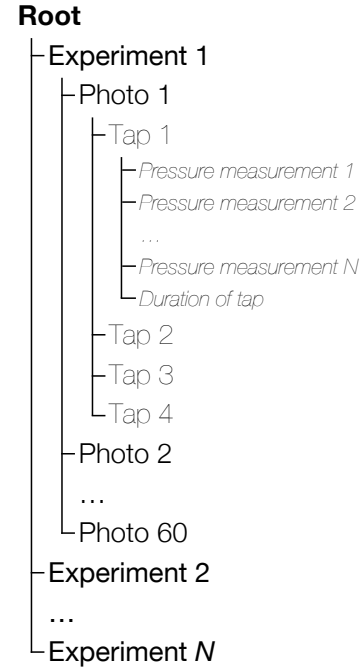 Root
Experiment 1
Photo 1
Tap 1
Pressure measurement 1
Pressure measurement 2
…
Pressure measurement N
Duration of tap
Tap 2
Tap 3
Tap 4
Photo 2
…
Photo 60
Experiment 2
…
Experiment N